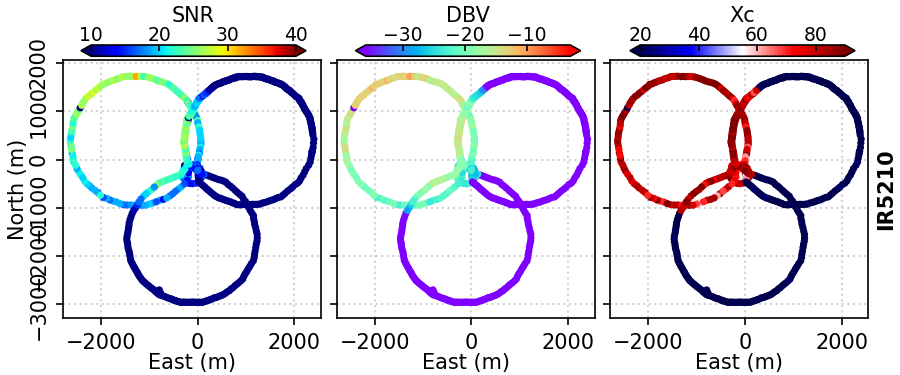 SNR DBV Xc
10 20 30 40 −30 −20 −10 20 40 60 80
North (m)
2000
1000
0
−1000
−2000
−3000
IR5210
−2000 0 2000 −2000 0 2000 −2000 0 2000
East (m) East (m) East (m)